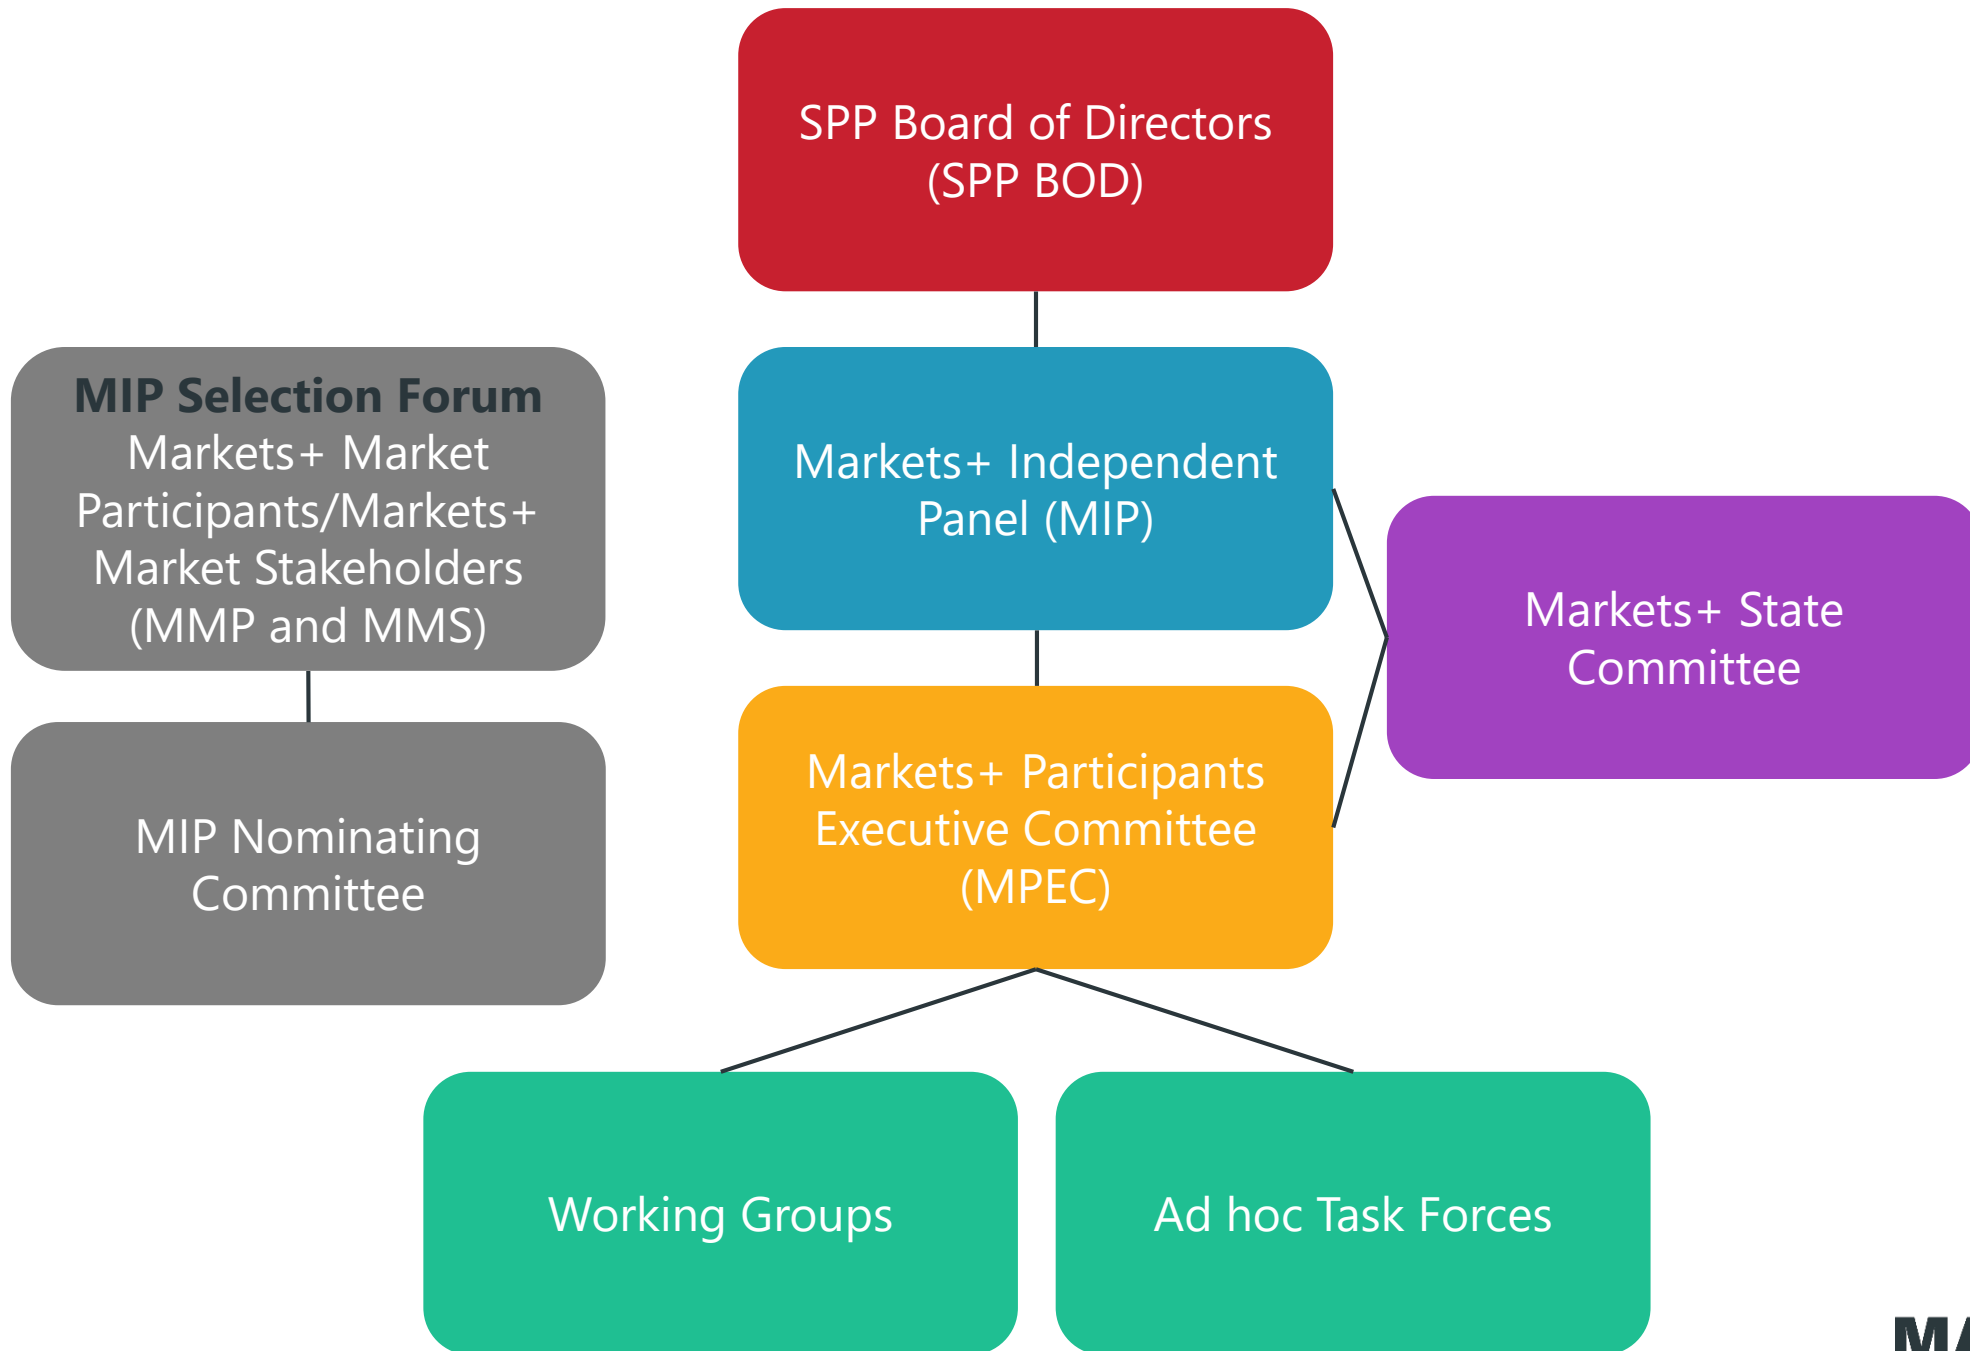 SPP Board of Directors
(SPP BOD)
MIP Selection Forum
Markets+ Market
Participants/Markets+
Market Stakeholders
(MMP and MMS)
Markets+ Independent
Panel (MIP)
Markets+ State
Committee
MIP Nominating
Committee
Markets+ Participants
Executive Committee
(MPEC)
Working Groups
Ad hoc Task Forces